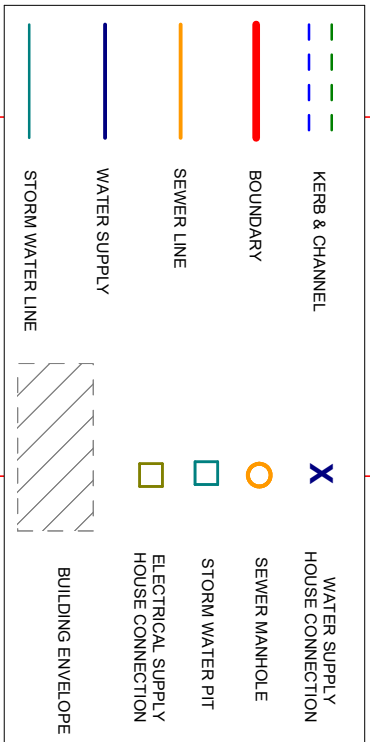 KERB & CHANNEL
BOUNDARY
SEWER LINE
WATER SUPPLY
STORM WATER LINE
X
WATER SUPPLY
HOUSE CONNECTION
SEWER MANHOLE
STORM WATER PIT
ELECTRICAL SUPPLY
HOUSE CONNECTION
BUILDING ENVELOPE